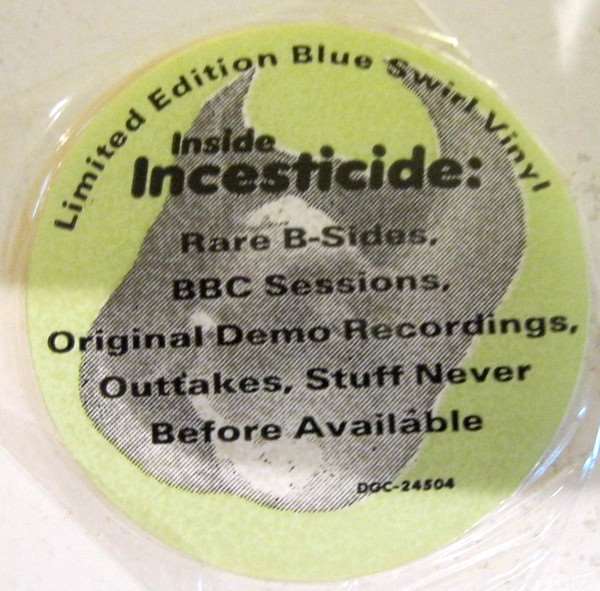 Limited Edition Blue Swirl Vinyl
Inside
Incesticide:
Rare B-Sides,
BBC Sessions,
Original Demo Recordings,
Outtakes, Stuff Never
Before Available
DGC-24504